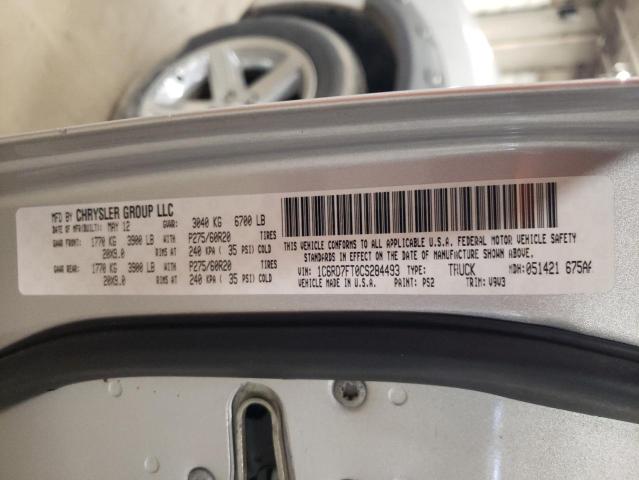 MFD BY CHRYSLER GROUP LLC
DATE OF MFR(BUILT): MAY 12 GVWR: 3040 KG 6700 LB
GAWR FRONT: 1770 KG 3900 LB P275/60R20 TIRES
20X9.0 RIMS AT 240 KPA ( 35 PSI) COLD
GAWR REAR: 1770 KG 3900 LB P275/60R20 TIRES
20X9.0 RIMS AT 240 KPA ( 35 PSI) COLD
THIS VEHICLE CONFORMS TO ALL APPLICABLE U.S.A. FEDERAL MOTOR VEHICLE SAFETY
STANDARDS IN EFFECT ON THE DATE OF MANUFACTURE SHOWN ABOVE.
VIN: 1C6RD7FT0CS284493 TYPE: TRUCK MDH: 051421 675A
VEHICLE MADE IN U.S.A. PAINT: PS2 TRIM: V9V3